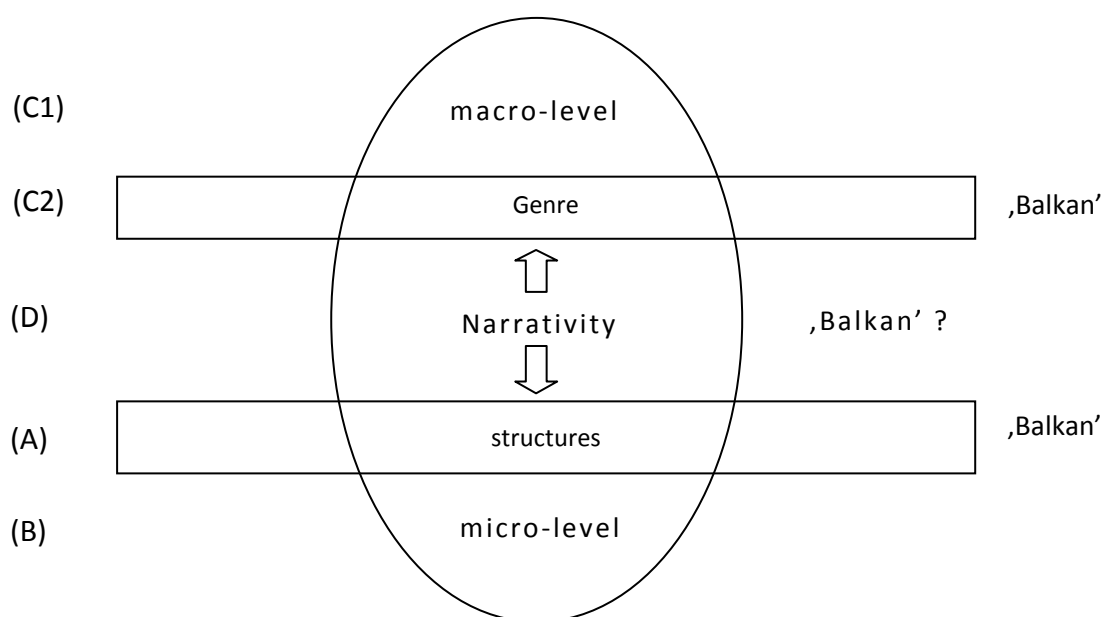 (C1) macro-level
(C2) Genre ‚Balkan’
(D) Narrativity ‚Balkan’ ?
(A) structures ‚Balkan’
(B) micro-level